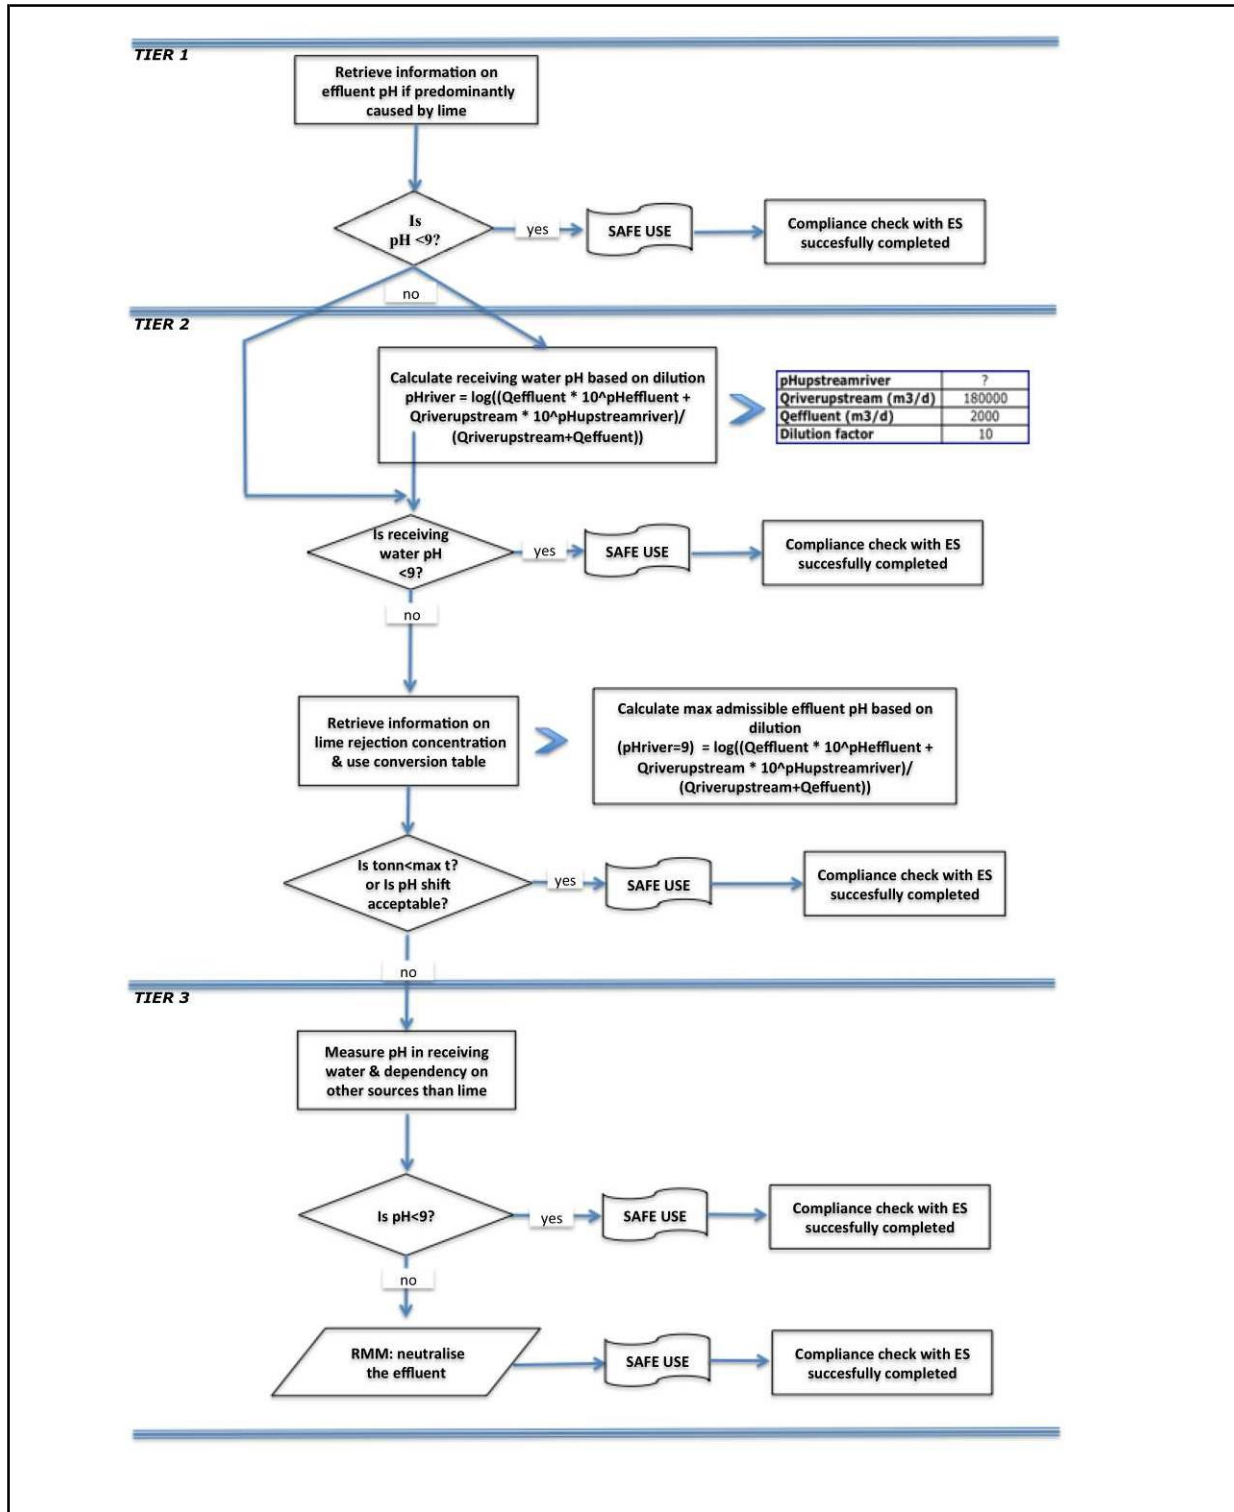 TIER 1
Retrieve information on
effluent pH if predominantly
caused by lime
Is
pH <9?
yes
SAFE USE
Compliance check with ES
succesfully completed
no
TIER 2
Calculate receiving water pH based on dilution
pHriver = log((Qeffluent * 10^pHeffluent +
Qriverupstream * 10^pHupstreamriver)/
(Qriverupstream+Qeffuent))
pHupstreamriver ?
Qriverupstream (m3/d) 180000
Qeffluent (m3/d) 2000
Dilution factor 10
Is receiving
water pH
<9?
yes
SAFE USE
Compliance check with ES
succesfully completed
no
Retrieve information on
lime rejection concentration
& use conversion table
Calculate max admissible effluent pH based on
dilution
(pHriver=9) = log((Qeffluent * 10^pHeffluent +
Qriverupstream * 10^pHupstreamriver)/
(Qriverupstream+Qeffuent))
Is tonn<max t?
or Is pH shift
acceptable?
yes
SAFE USE
Compliance check with ES
succesfully completed
no
TIER 3
Measure pH in receiving
water & dependency on
other sources than lime
Is pH<9?
yes
SAFE USE
Compliance check with ES
succesfully completed
no
RMM: neutralise
the effluent
SAFE USE
Compliance check with ES
succesfully completed